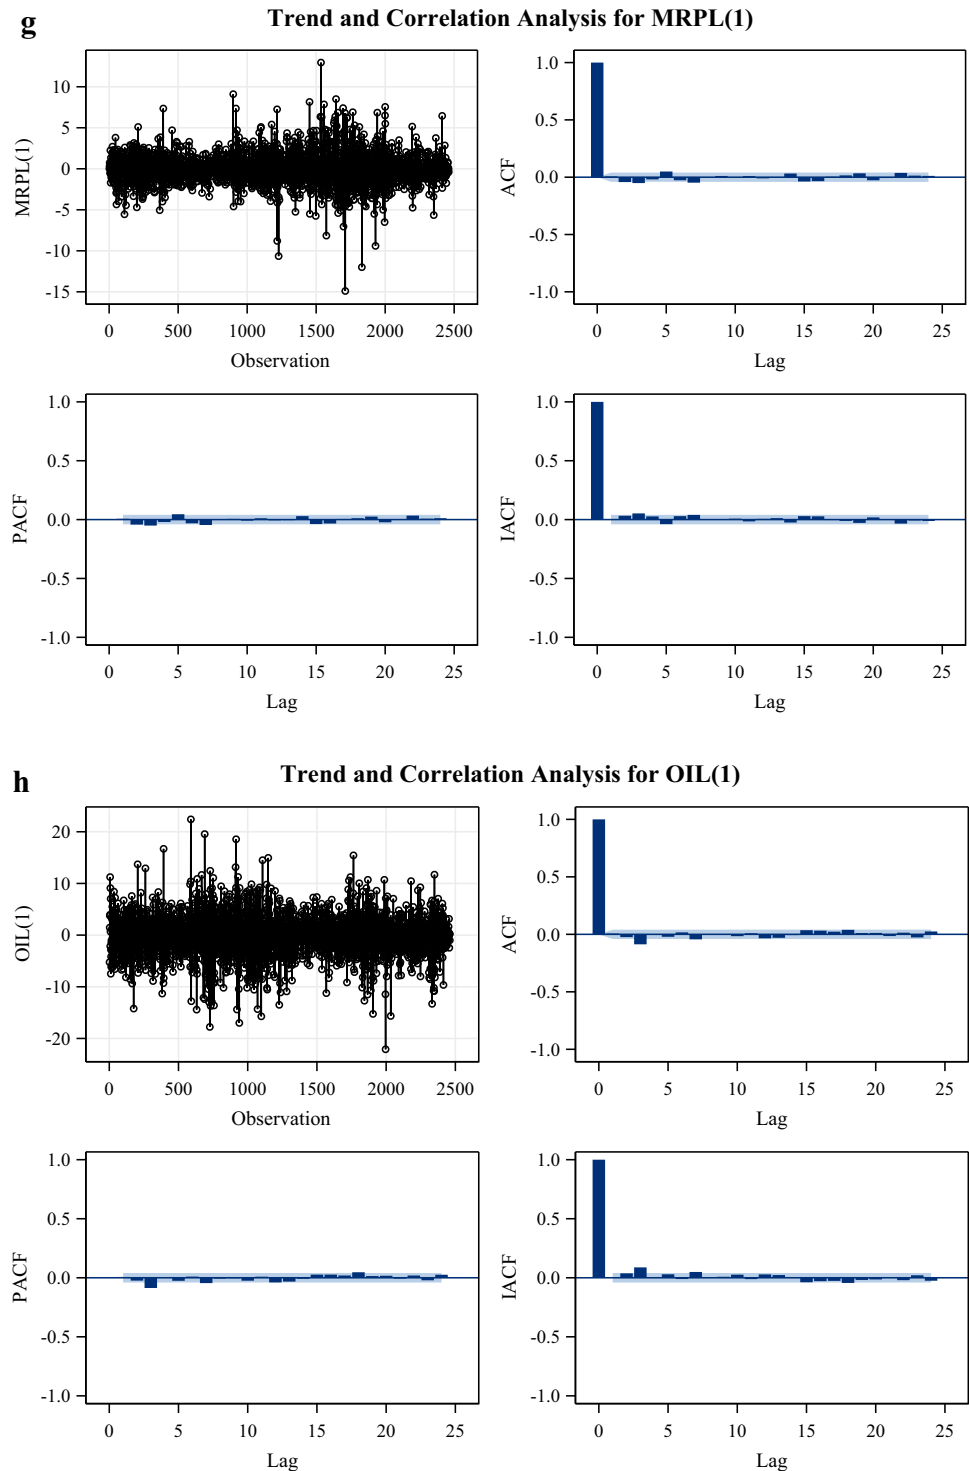 g
Trend and Correlation Analysis for MRPL(1)
MRPL(1)
10
5
0
-5
-10
-15
0 500 1000 1500 2000 2500
Observation
ACF
1.0
0.5
0.0
-0.5
-1.0
0 5 10 15 20 25
Lag
PACF
1.0
0.5
0.0
-0.5
-1.0
0 5 10 15 20 25
Lag
IACF
1.0
0.5
0.0
-0.5
-1.0
0 5 10 15 20 25
Lag
h
Trend and Correlation Analysis for OIL(1)
OIL(1)
20
10
0
-10
-20
0 500 1000 1500 2000 2500
Observation
ACF
1.0
0.5
0.0
-0.5
-1.0
0 5 10 15 20 25
Lag
PACF
1.0
0.5
0.0
-0.5
-1.0
0 5 10 15 20 25
Lag
IACF
1.0
0.5
0.0
-0.5
-1.0
0 5 10 15 20 25
Lag